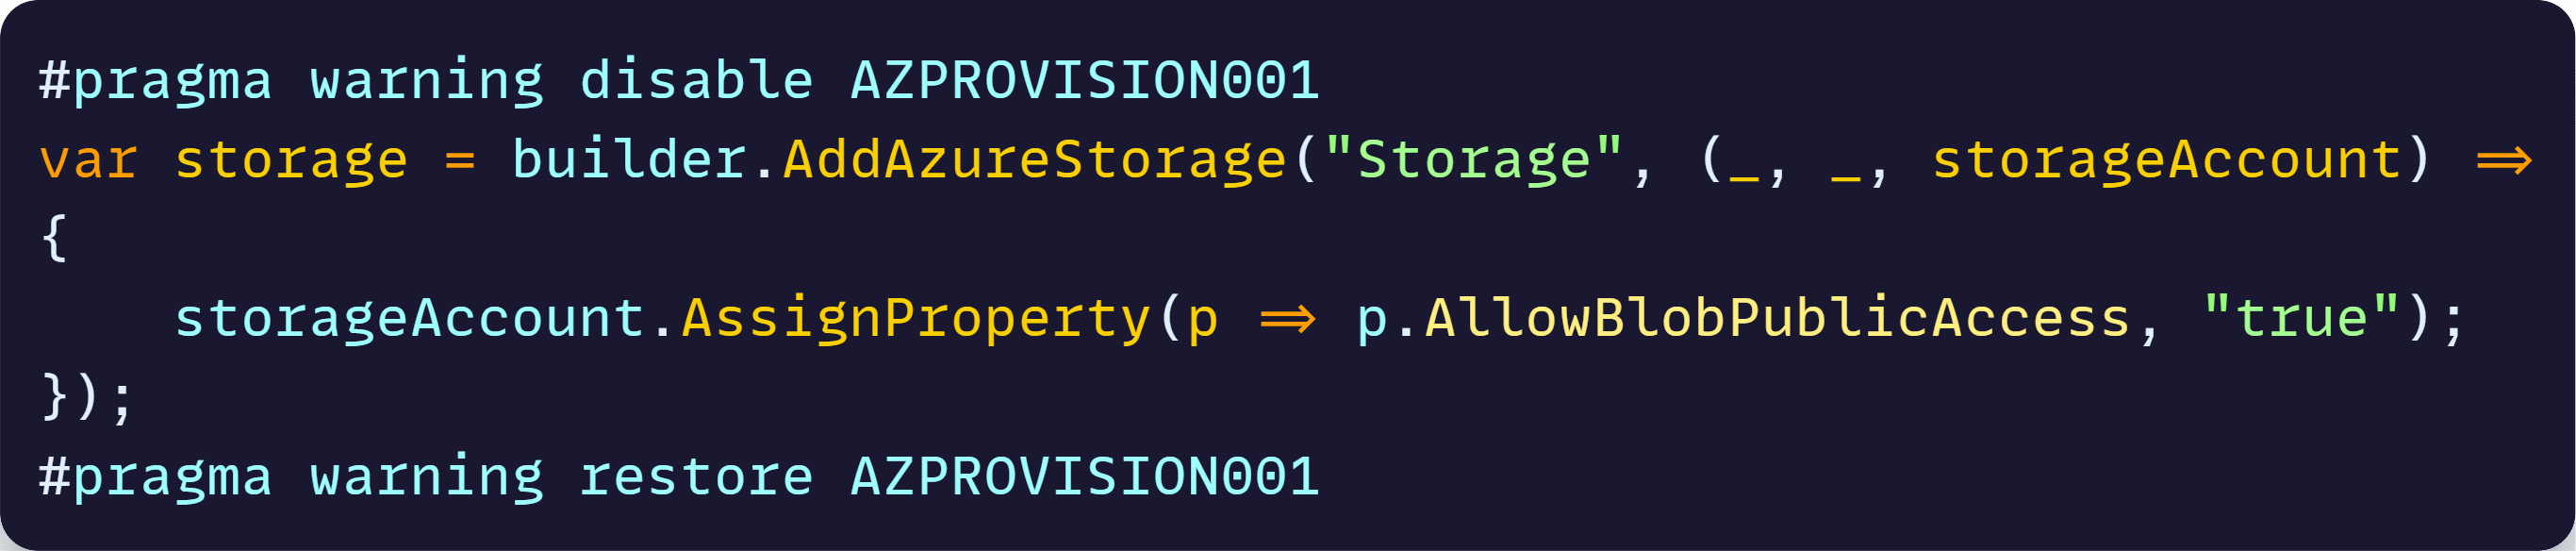 #pragma warning disable AZPROVISION001
var storage = builder.AddAzureStorage("Storage", (_, _, storageAccount) =>
{
    storageAccount.AssignProperty(p => p.AllowBlobPublicAccess, "true");
});
#pragma warning restore AZPROVISION001